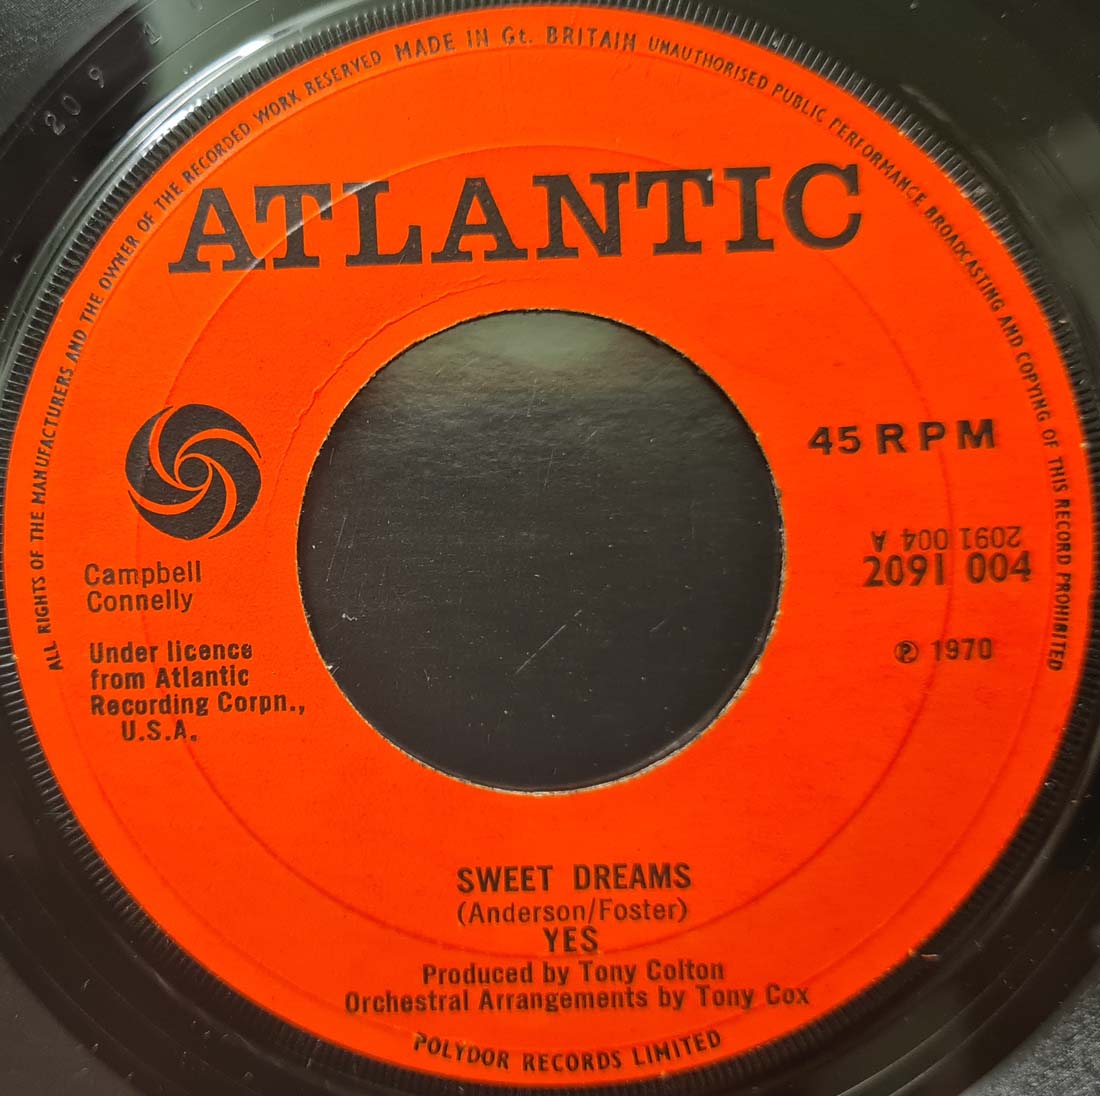 ALL RIGHTS OF THE MANUFACTURERS AND THE OWNER OF THE RECORDED WORK RESERVED MADE IN Gt. BRITAIN UNAUTHORISED PUBLIC PERFORMANCE BROADCASTING AND COPYING OF THIS RECORD PROHIBITED
209 1
ATLANTIC
45 RPM
2091 004 A
2091 004
℗ 1970
Campbell
Connelly
Under licence
from Atlantic
Recording Corpn.,
U.S.A.
SWEET DREAMS
(Anderson/Foster)
YES
Produced by Tony Colton
Orchestral Arrangements by Tony Cox
POLYDOR RECORDS LIMITED